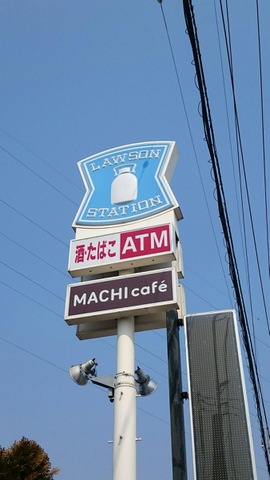 LAWSON
STATION
酒・たばこ ATM
MACHI café